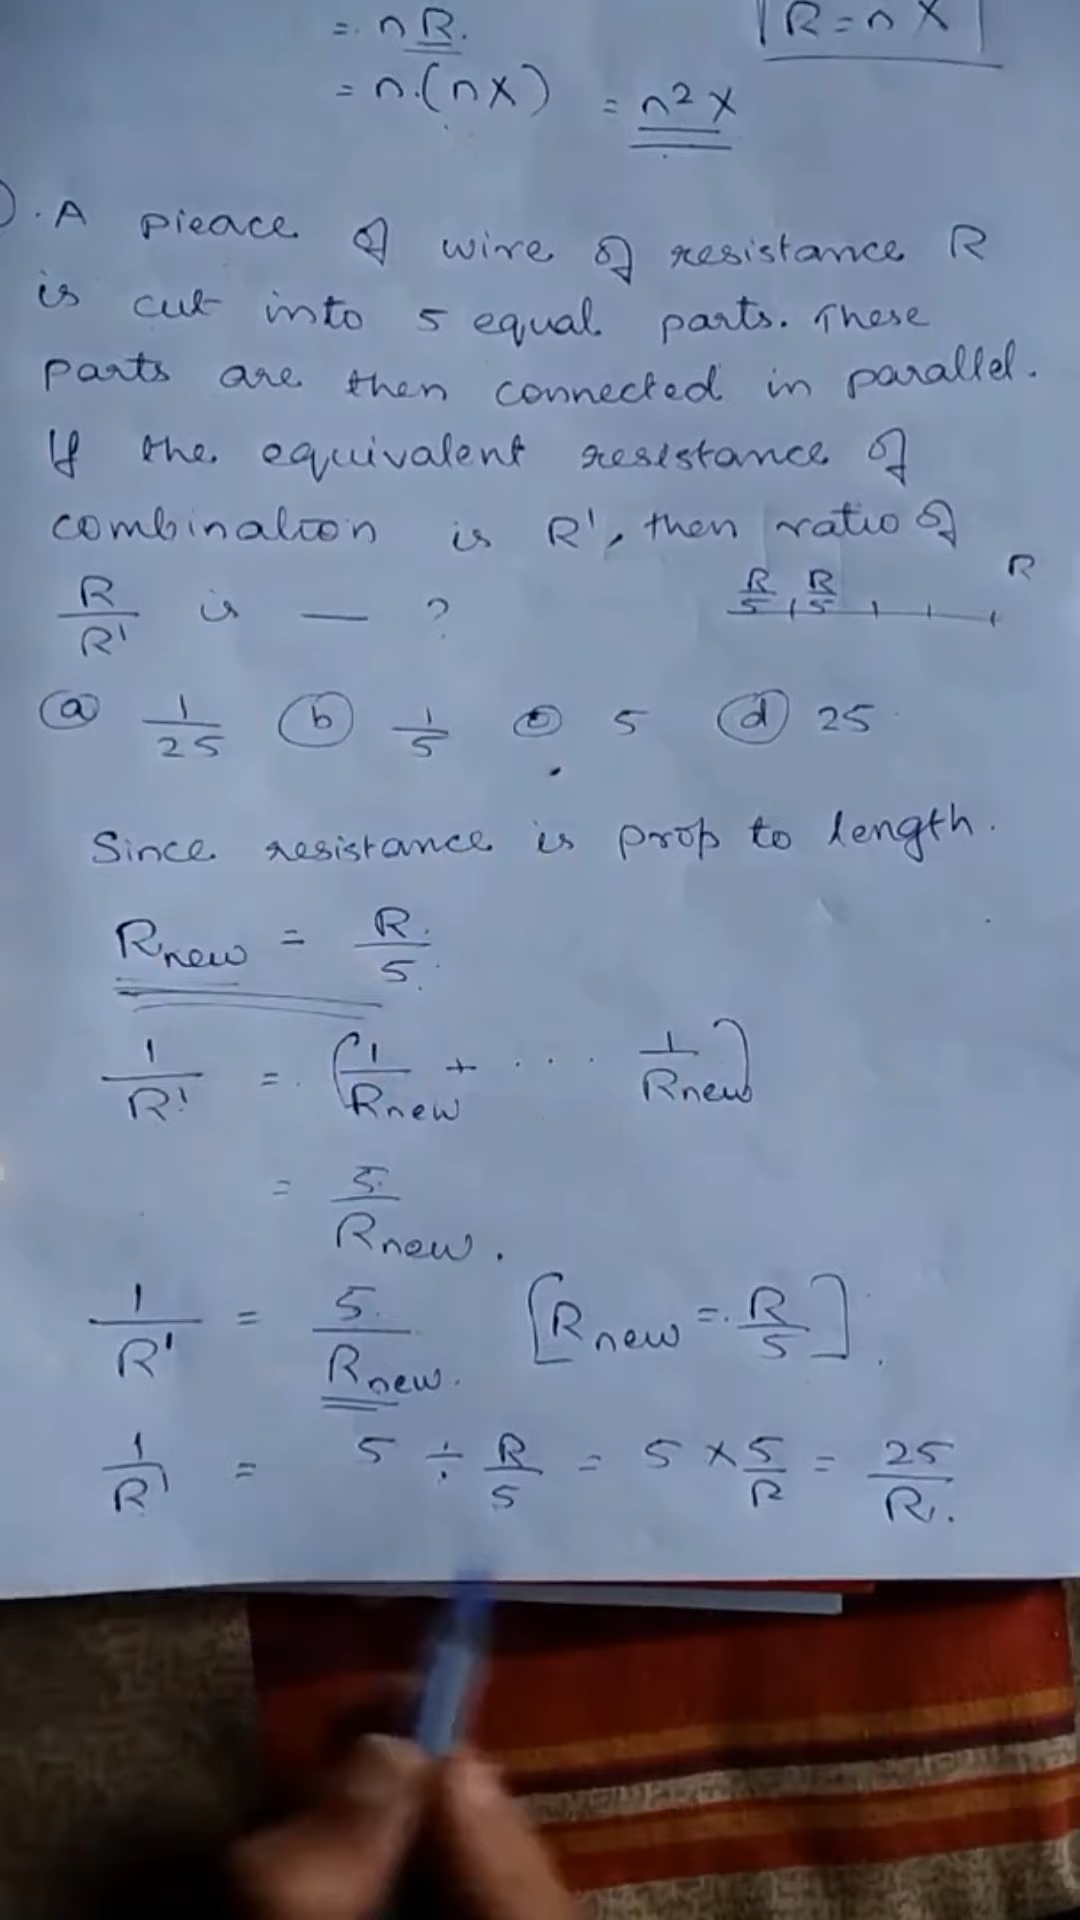 = n R.
R = n X
= n.(nX) = n²X
). A pieace of wire of resistance R
is cut into 5 equal parts. These
parts are then connected in parallel.
If the equivalent resistance of
combination is R', then ratio of
R/R' is — ?
R/5 R/5 R
(a) 1/25 (b) 1/5 (c) 5 (d) 25
Since resistance is prop to length.
Rnew = R/5
1/R' = [1/Rnew + ... 1/Rnew]
= 5/Rnew.
1/R' = 5/Rnew. [Rnew = R/5]
1/R' = 5 ÷ R/5 = 5 × 5/R = 25/R.